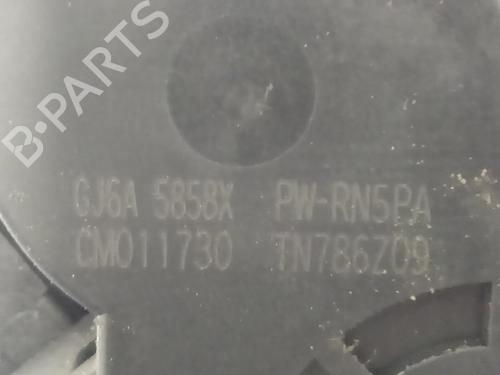 B-PARTS
GJ6A 5858X PW-RN5PA
CM011730 TN786Z09